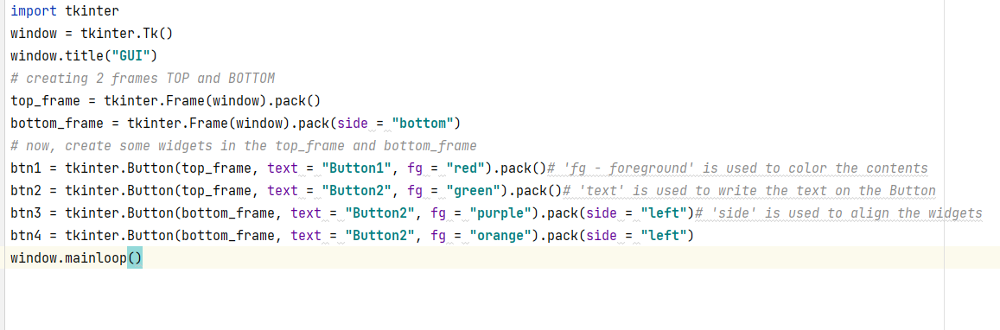 import tkinter
window = tkinter.Tk()
window.title("GUI")
# creating 2 frames TOP and BOTTOM
top_frame = tkinter.Frame(window).pack()
bottom_frame = tkinter.Frame(window).pack(side = "bottom")
# now, create some widgets in the top_frame and bottom_frame
btn1 = tkinter.Button(top_frame, text = "Button1", fg = "red").pack()# 'fg - foreground' is used to color the contents
btn2 = tkinter.Button(top_frame, text = "Button2", fg = "green").pack()# 'text' is used to write the text on the Button
btn3 = tkinter.Button(bottom_frame, text = "Button2", fg = "purple").pack(side = "left")# 'side' is used to align the widgets
btn4 = tkinter.Button(bottom_frame, text = "Button2", fg = "orange").pack(side = "left")
window.mainloop()